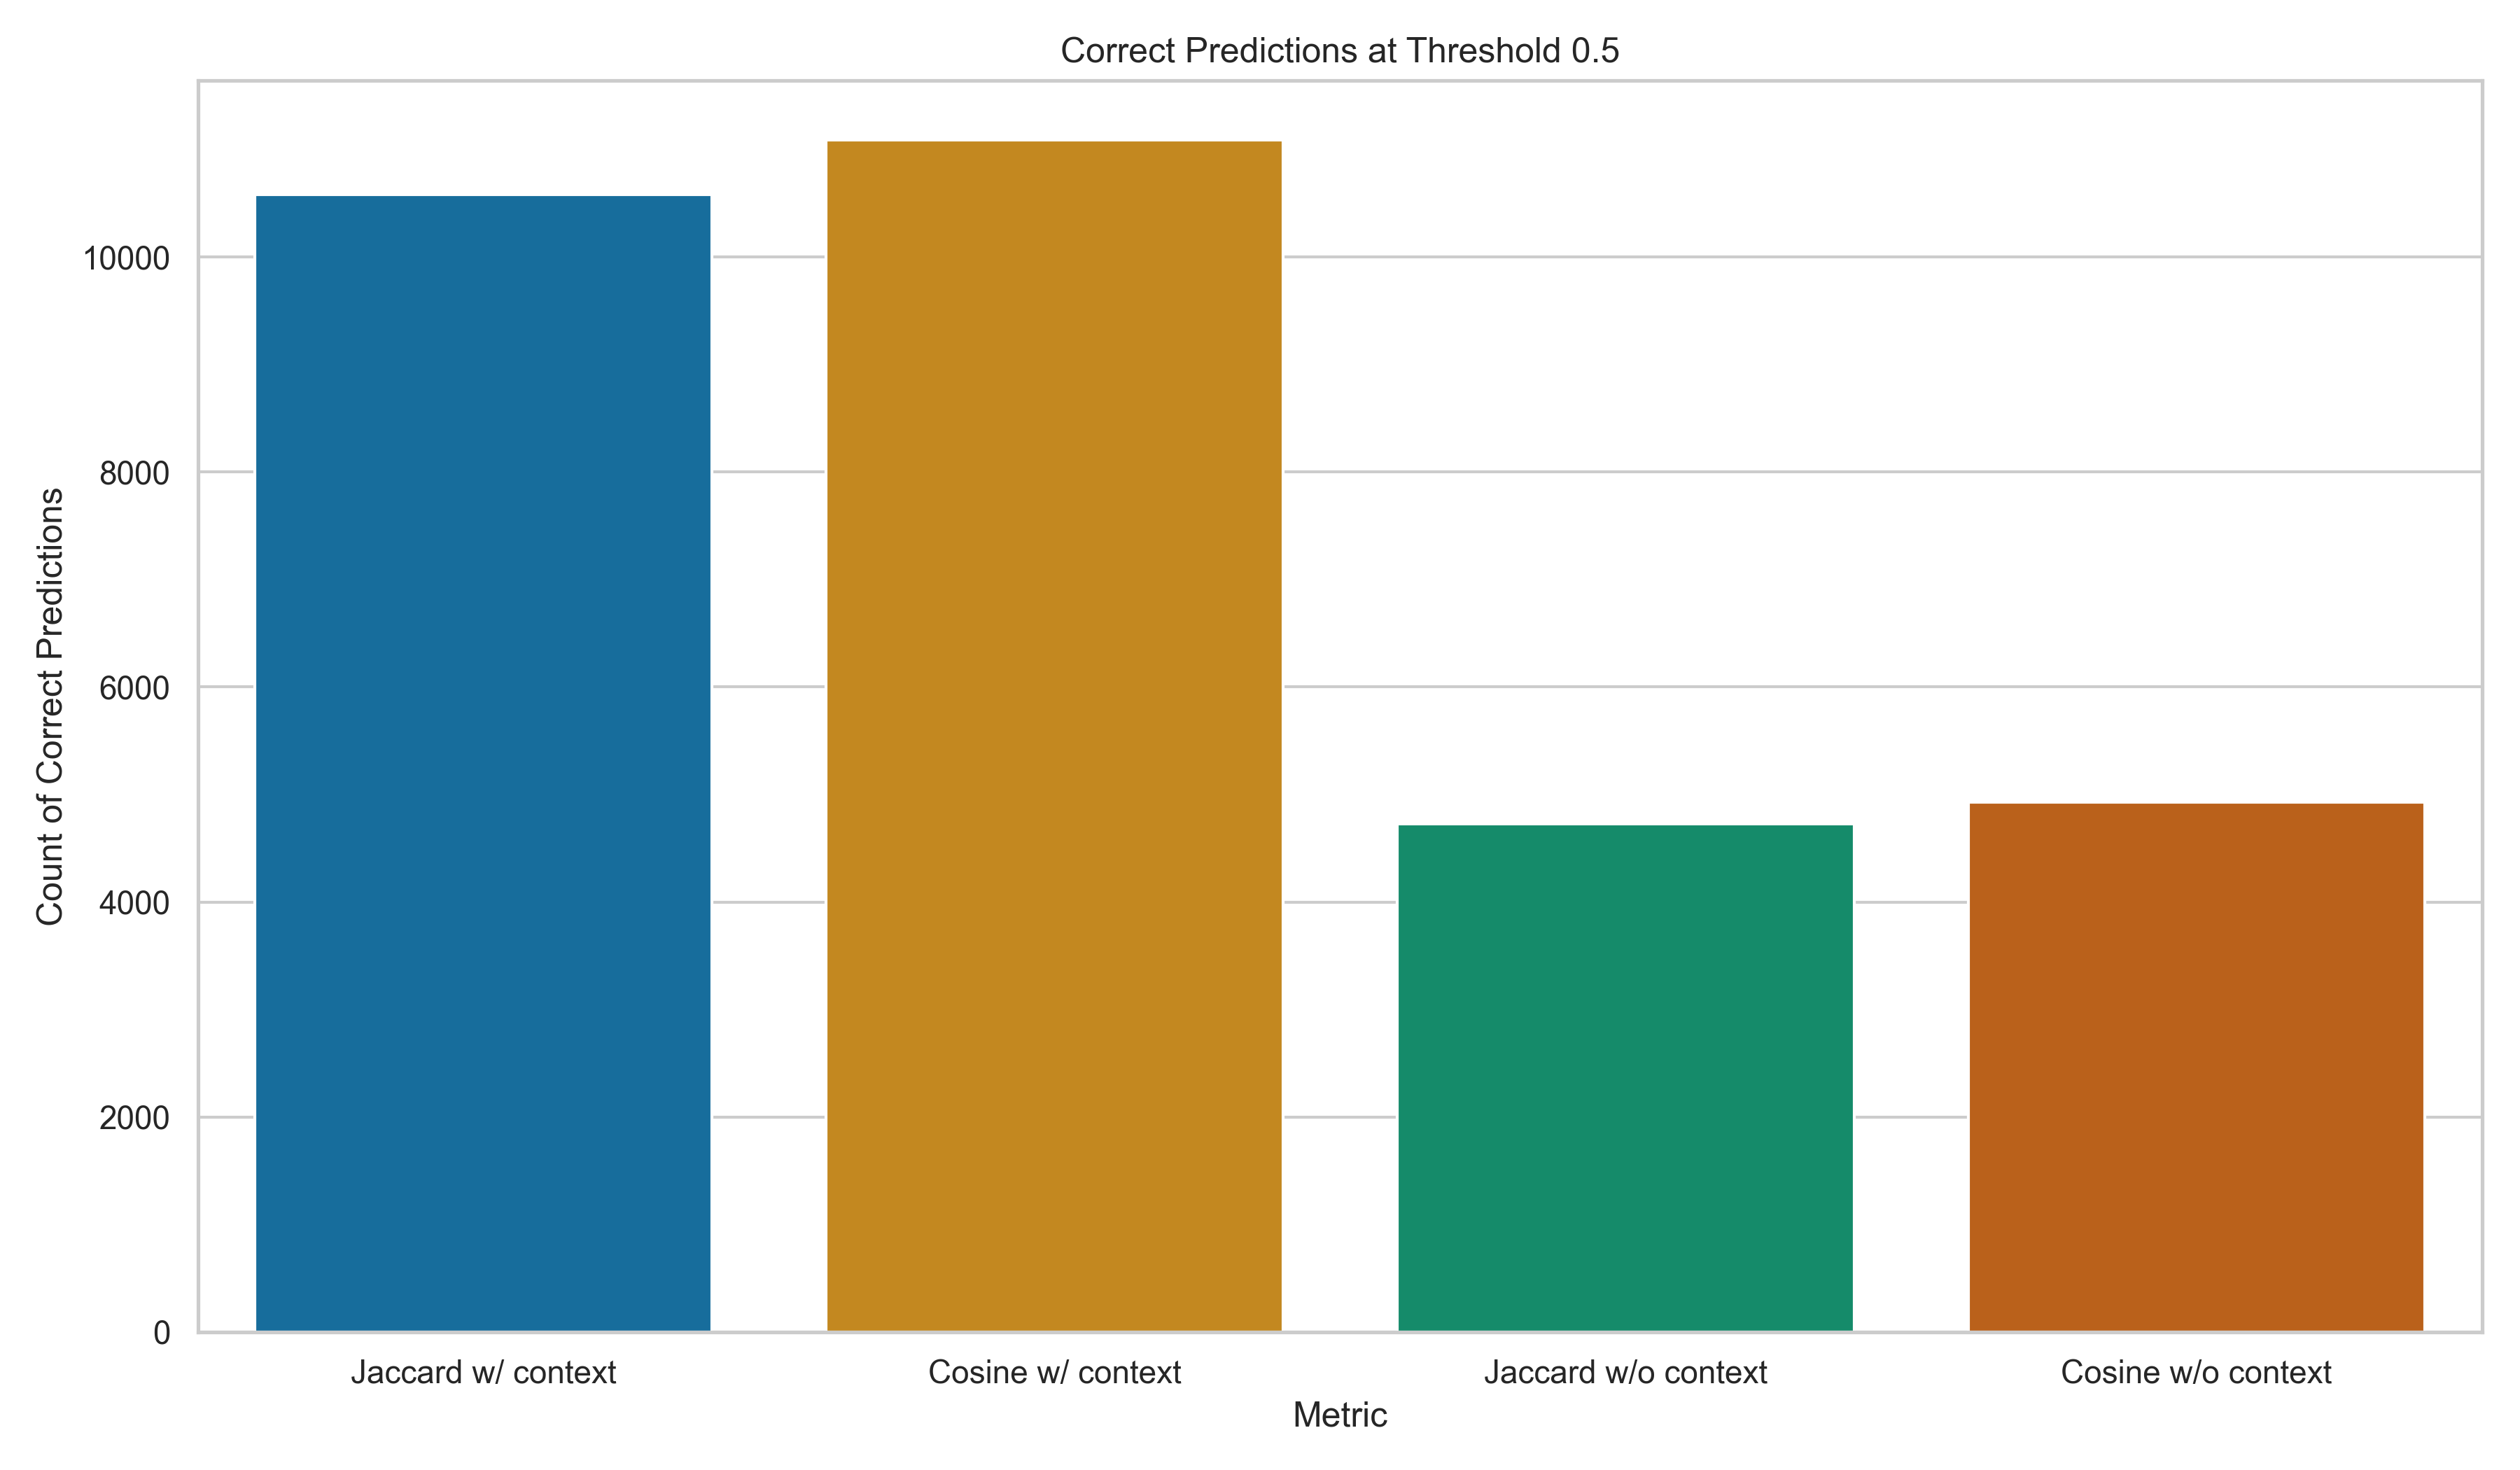 Correct Predictions at Threshold 0.5
Count of Correct Predictions
10000
8000
6000
4000
2000
0
Jaccard w/ context
Cosine w/ context
Jaccard w/o context
Cosine w/o context
Metric